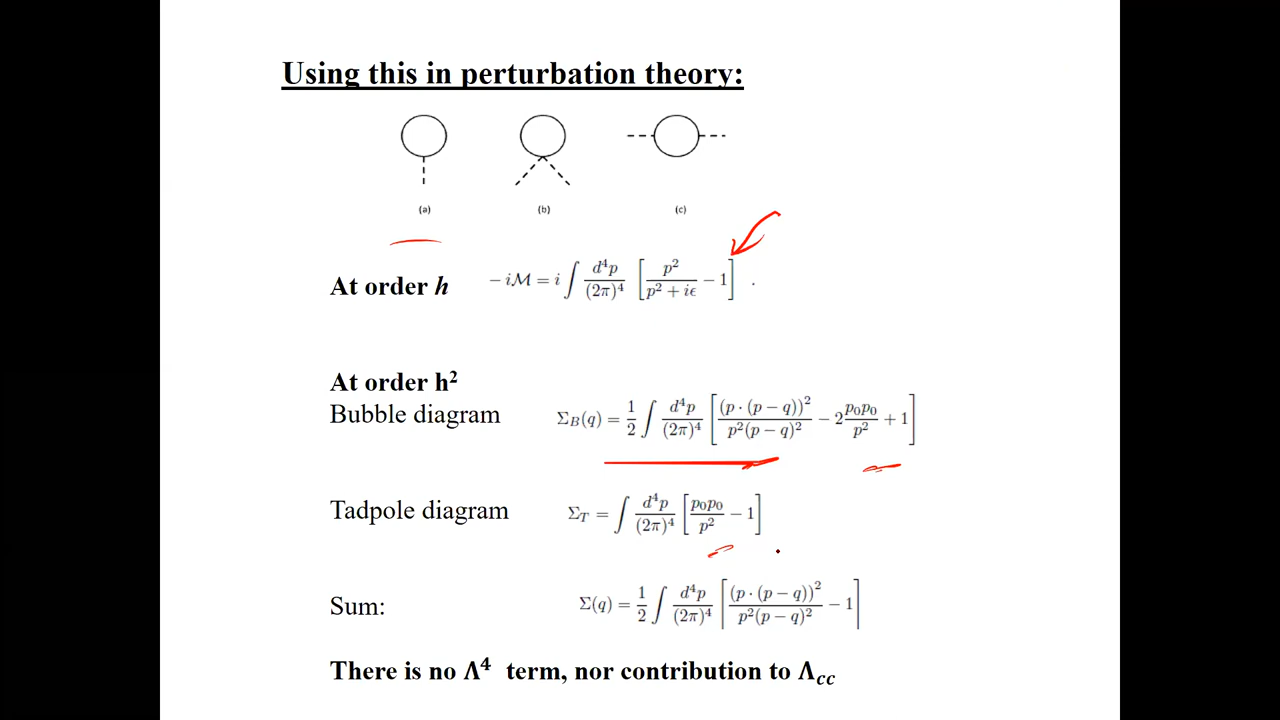 Using this in perturbation theory:
(a) (b) (c)
At order h −iM = i ∫ d⁴p/(2π)⁴ [ p²/(p² + iϵ) − 1 ] .
At order h²
Bubble diagram Σ_B(q) = 1/2 ∫ d⁴p/(2π)⁴ [ (p · (p − q))²/(p²(p − q)²) − 2 p₀p₀/p² + 1 ]
Tadpole diagram Σ_T = ∫ d⁴p/(2π)⁴ [ p₀p₀/p² − 1 ]
Sum: Σ(q) = 1/2 ∫ d⁴p/(2π)⁴ [ (p · (p − q))²/(p²(p − q)²) − 1 ]
There is no Λ⁴ term, nor contribution to Λ_cc